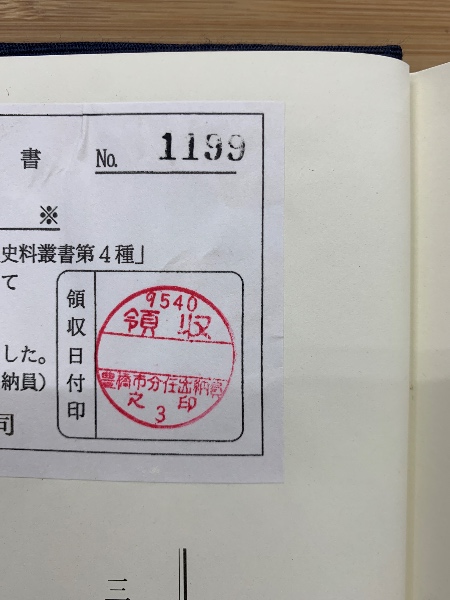 書 No. 1199
※
史料叢書第4種」
て
した。
納員)
司
領収日付印
9540
領収
豊橋市分任出納員
之印
3
三